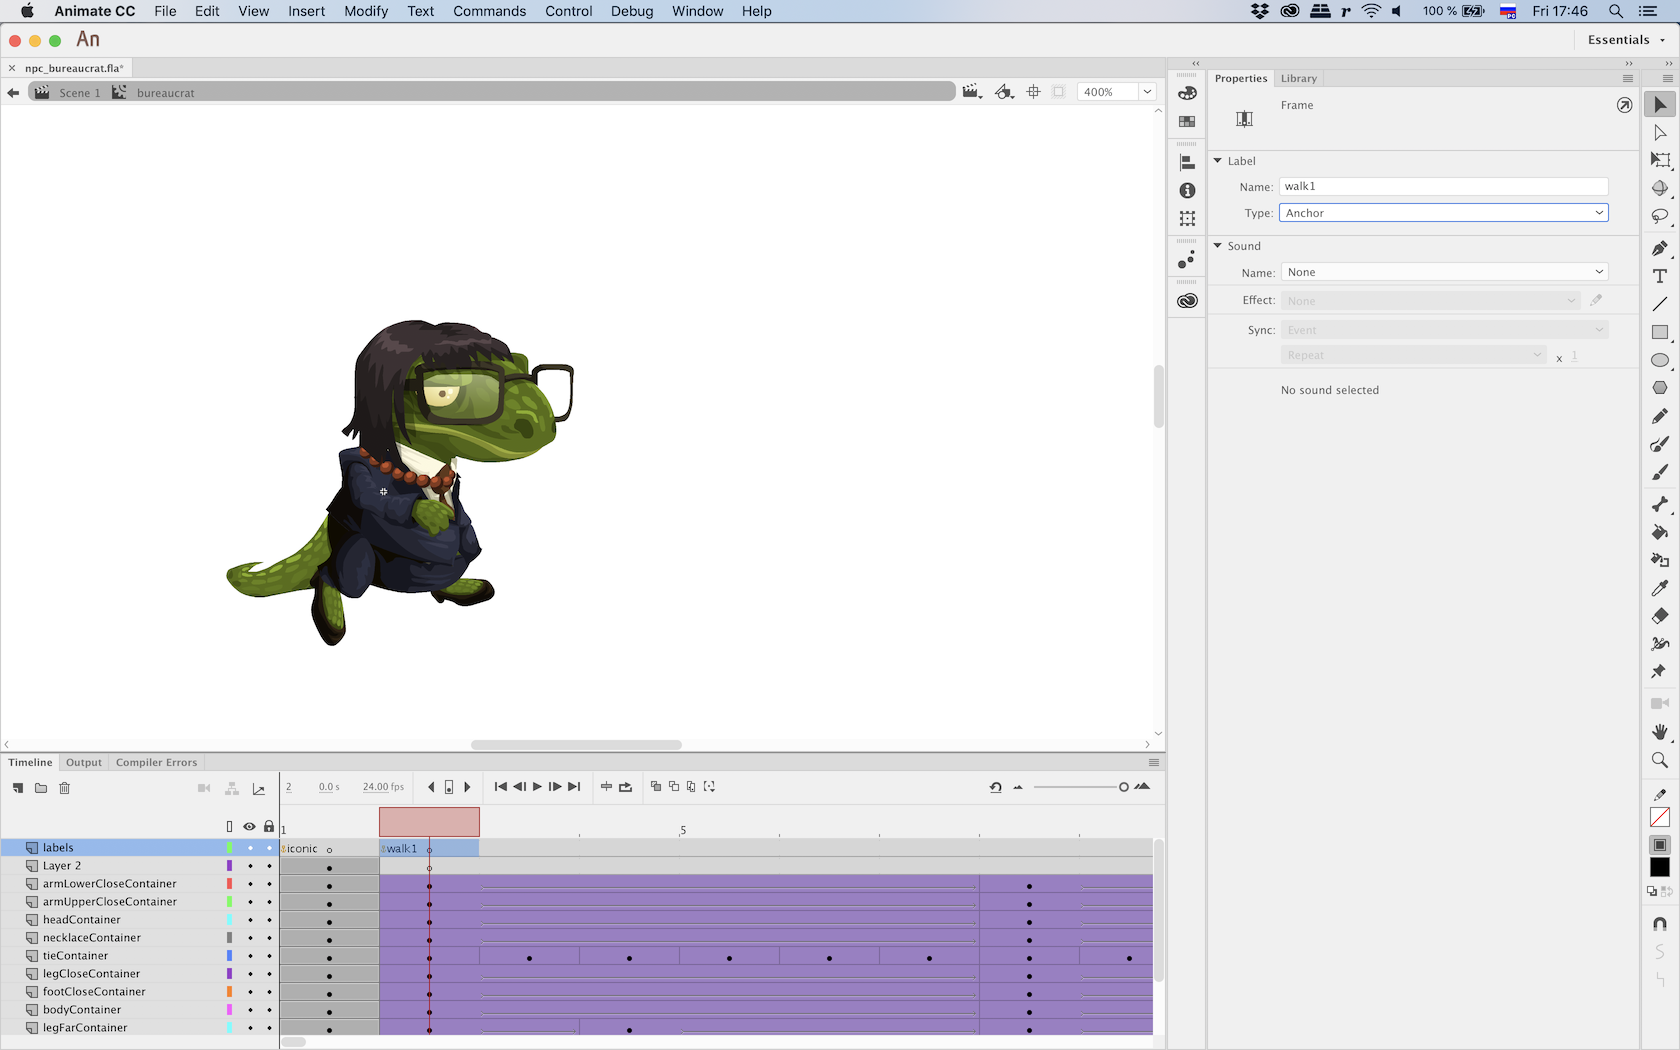 Animate CC File Edit View Insert Modify Text Commands Control Debug Window Help 100 % Fri 17:46
An Essentials
npc_bureaucrat.fla*
Scene 1 bureaucrat 400%
Properties Library
Frame
Label
Name: walk1
Type: Anchor
Sound
Name: None
Effect: None
Sync: Event
Repeat x 1
No sound selected
Timeline Output Compiler Errors
2 0.0 s 24.00 fps
1 5
labels iconic walk1
Layer 2
armLowerCloseContainer
armUpperCloseContainer
headContainer
necklaceContainer
tieContainer
legCloseContainer
footCloseContainer
bodyContainer
legFarContainer